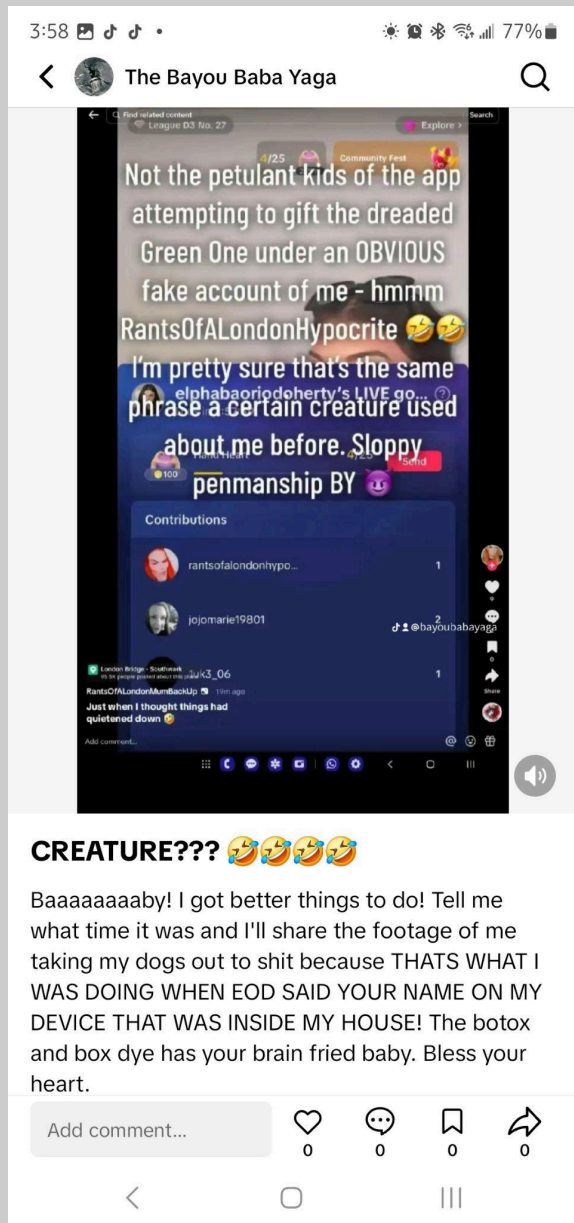 3:58
77%
The Bayou Baba Yaga
Find related content
Search
League D3 No. 27
Explore >
4/25
Community Fest
Not the petulant kids of the app
attempting to gift the dreaded
Green One under an OBVIOUS
fake account of me - hmmm
RantsOfALondonHypocrite 🤣🤣
I'm pretty sure that's the same
elphabaoriodoherty's LIVE go...
phrase a certain creature used
about me before. Sloppy
Send
100
penmanship BY 😈
Contributions
rantsofalondonhypo...
1
jojomarie19801
2
@bayoubabayaga
London Bridge - Southwark
k3_06
1
RantsOfALondonMumBackUp
19m ago
Share
Just when I thought things had
quietened down 🤣
Add comment...
CREATURE??? 🤣🤣🤣🤣
Baaaaaaaaby! I got better things to do! Tell me
what time it was and I'll share the footage of me
taking my dogs out to shit because THATS WHAT I
WAS DOING WHEN EOD SAID YOUR NAME ON MY
DEVICE THAT WAS INSIDE MY HOUSE! The botox
and box dye has your brain fried baby. Bless your
heart.
Add comment...
0
0
0
0